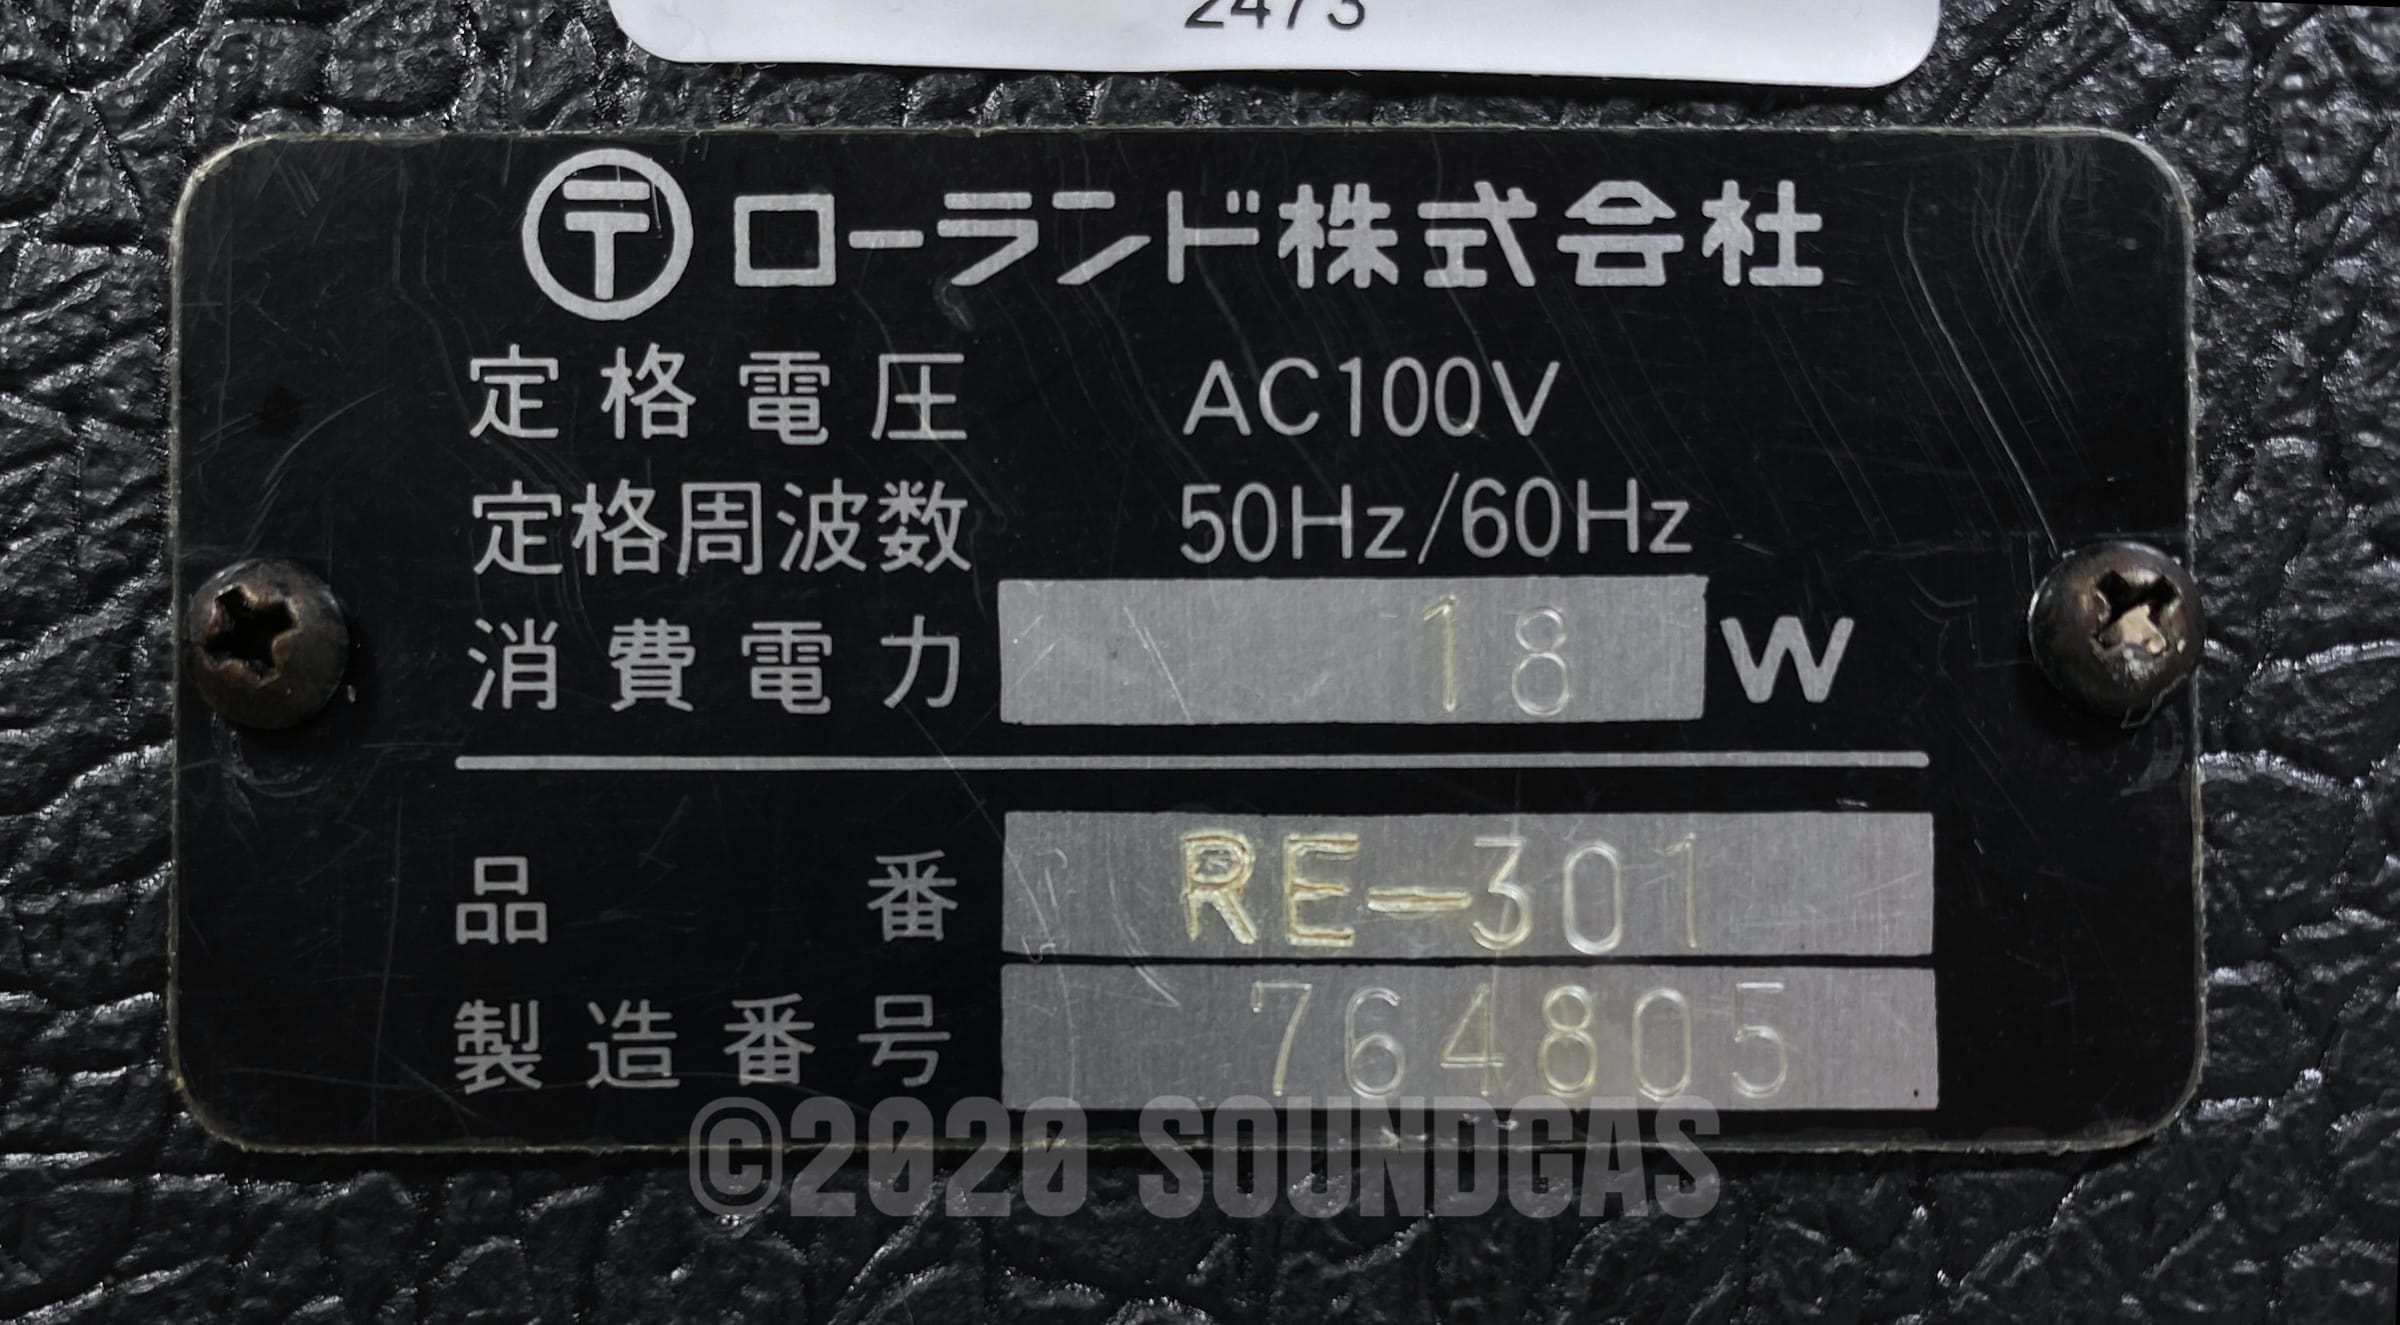 2473
〒 ローランド株式会社
定格電圧 AC100V
定格周波数 50Hz/60Hz
消費電力 18 W
品番 RE-301
製造番号 764805
©2020 SOUNDGAS